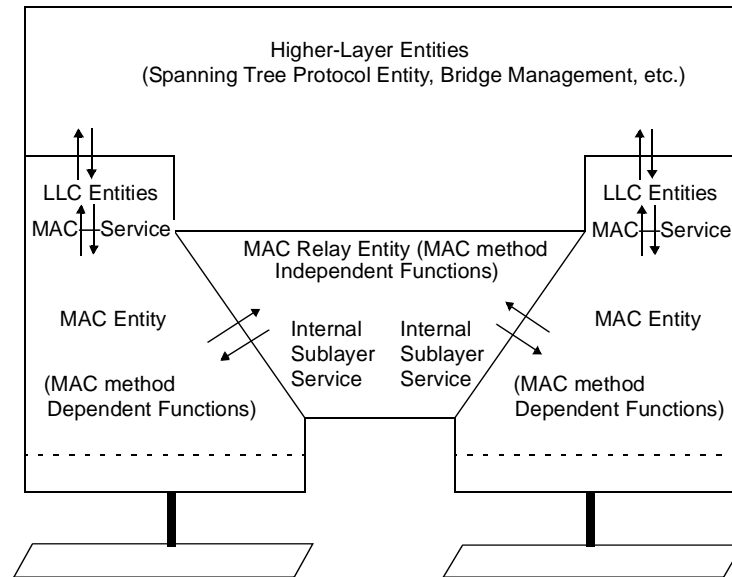 Higher-Layer Entities
(Spanning Tree Protocol Entity, Bridge Management, etc.)
LLC Entities
MAC Service
LLC Entities
MAC Service
MAC Relay Entity (MAC method
Independent Functions)
MAC Entity
(MAC method
Dependent Functions)
Internal
Sublayer
Service
Internal
Sublayer
Service
MAC Entity
(MAC method
Dependent Functions)